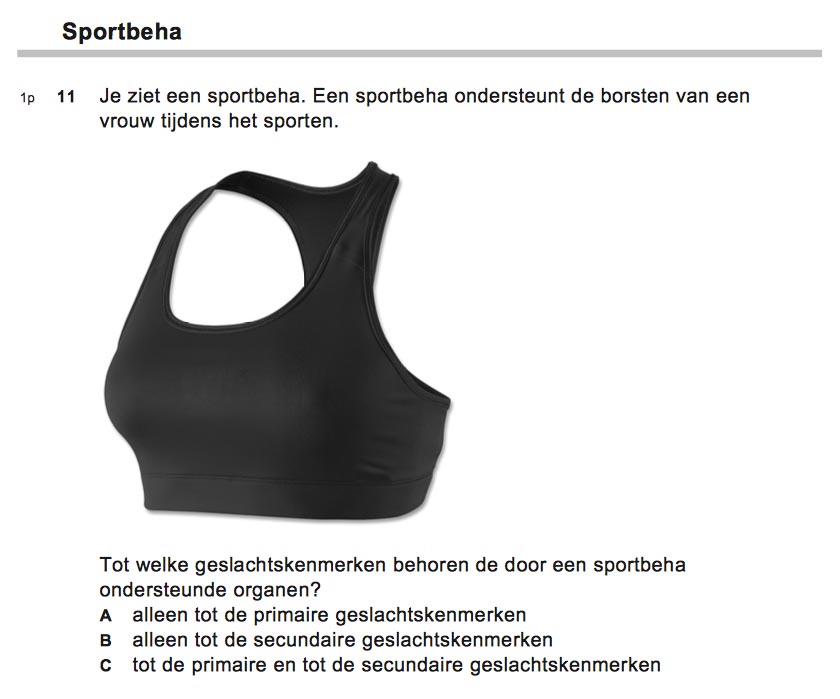 Sportbeha
1p 11 Je ziet een sportbeha. Een sportbeha ondersteunt de borsten van een
vrouw tijdens het sporten.
Tot welke geslachtskenmerken behoren de door een sportbeha
ondersteunde organen?
A alleen tot de primaire geslachtskenmerken
B alleen tot de secundaire geslachtskenmerken
C tot de primaire en tot de secundaire geslachtskenmerken